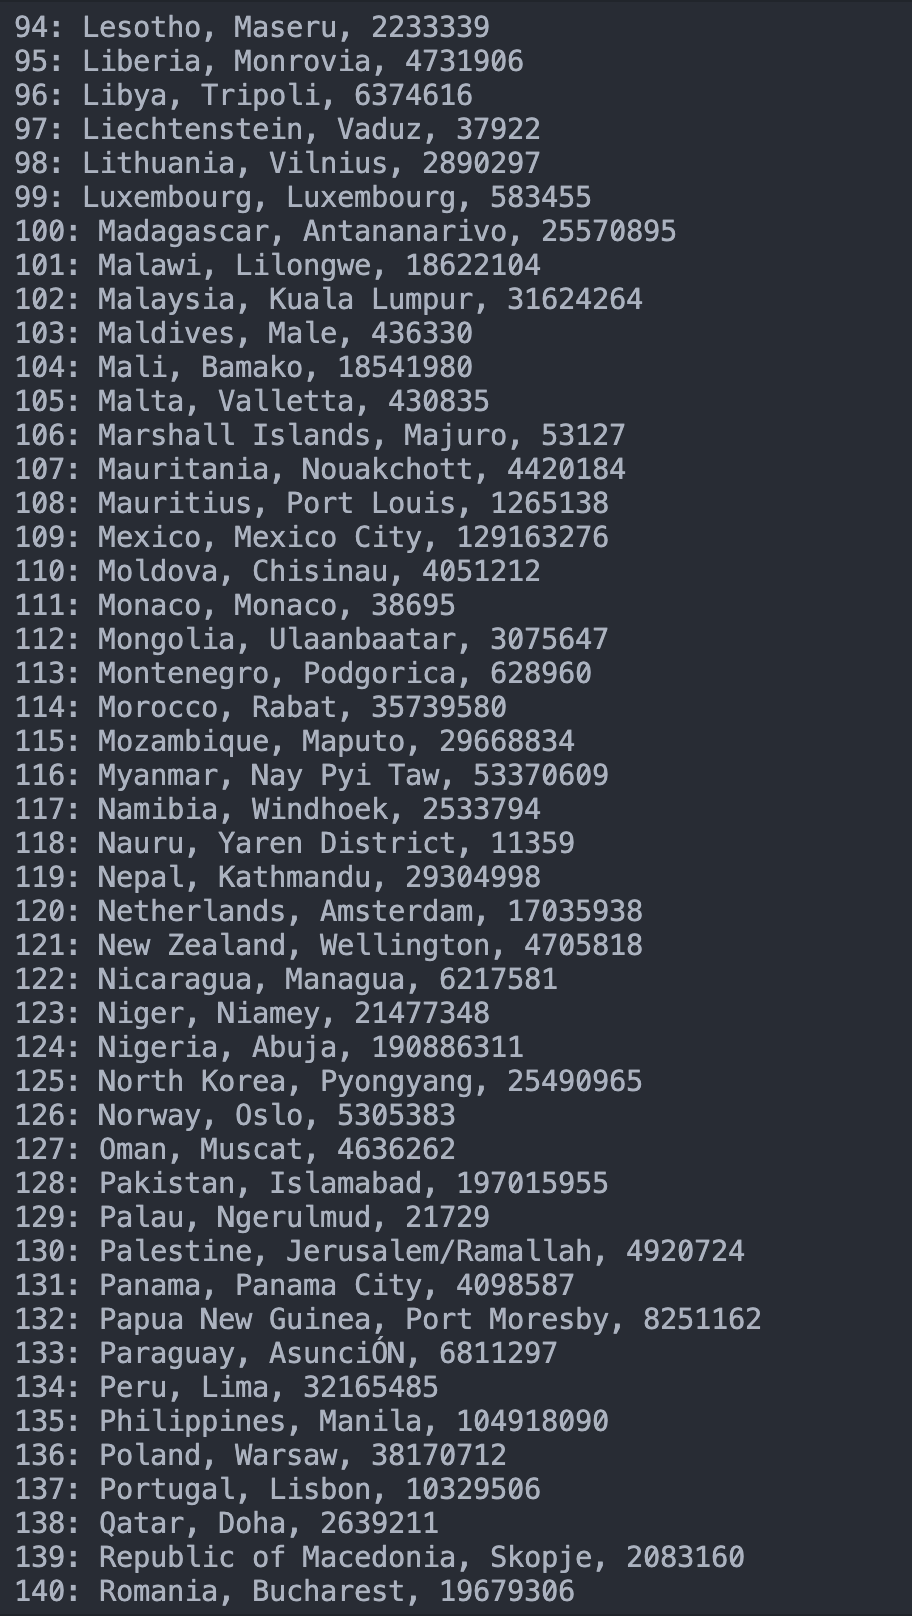 94: Lesotho, Maseru, 2233339
95: Liberia, Monrovia, 4731906
96: Libya, Tripoli, 6374616
97: Liechtenstein, Vaduz, 37922
98: Lithuania, Vilnius, 2890297
99: Luxembourg, Luxembourg, 583455
100: Madagascar, Antananarivo, 25570895
101: Malawi, Lilongwe, 18622104
102: Malaysia, Kuala Lumpur, 31624264
103: Maldives, Male, 436330
104: Mali, Bamako, 18541980
105: Malta, Valletta, 430835
106: Marshall Islands, Majuro, 53127
107: Mauritania, Nouakchott, 4420184
108: Mauritius, Port Louis, 1265138
109: Mexico, Mexico City, 129163276
110: Moldova, Chisinau, 4051212
111: Monaco, Monaco, 38695
112: Mongolia, Ulaanbaatar, 3075647
113: Montenegro, Podgorica, 628960
114: Morocco, Rabat, 35739580
115: Mozambique, Maputo, 29668834
116: Myanmar, Nay Pyi Taw, 53370609
117: Namibia, Windhoek, 2533794
118: Nauru, Yaren District, 11359
119: Nepal, Kathmandu, 29304998
120: Netherlands, Amsterdam, 17035938
121: New Zealand, Wellington, 4705818
122: Nicaragua, Managua, 6217581
123: Niger, Niamey, 21477348
124: Nigeria, Abuja, 190886311
125: North Korea, Pyongyang, 25490965
126: Norway, Oslo, 5305383
127: Oman, Muscat, 4636262
128: Pakistan, Islamabad, 197015955
129: Palau, Ngerulmud, 21729
130: Palestine, Jerusalem/Ramallah, 4920724
131: Panama, Panama City, 4098587
132: Papua New Guinea, Port Moresby, 8251162
133: Paraguay, AsunciÓN, 6811297
134: Peru, Lima, 32165485
135: Philippines, Manila, 104918090
136: Poland, Warsaw, 38170712
137: Portugal, Lisbon, 10329506
138: Qatar, Doha, 2639211
139: Republic of Macedonia, Skopje, 2083160
140: Romania, Bucharest, 19679306